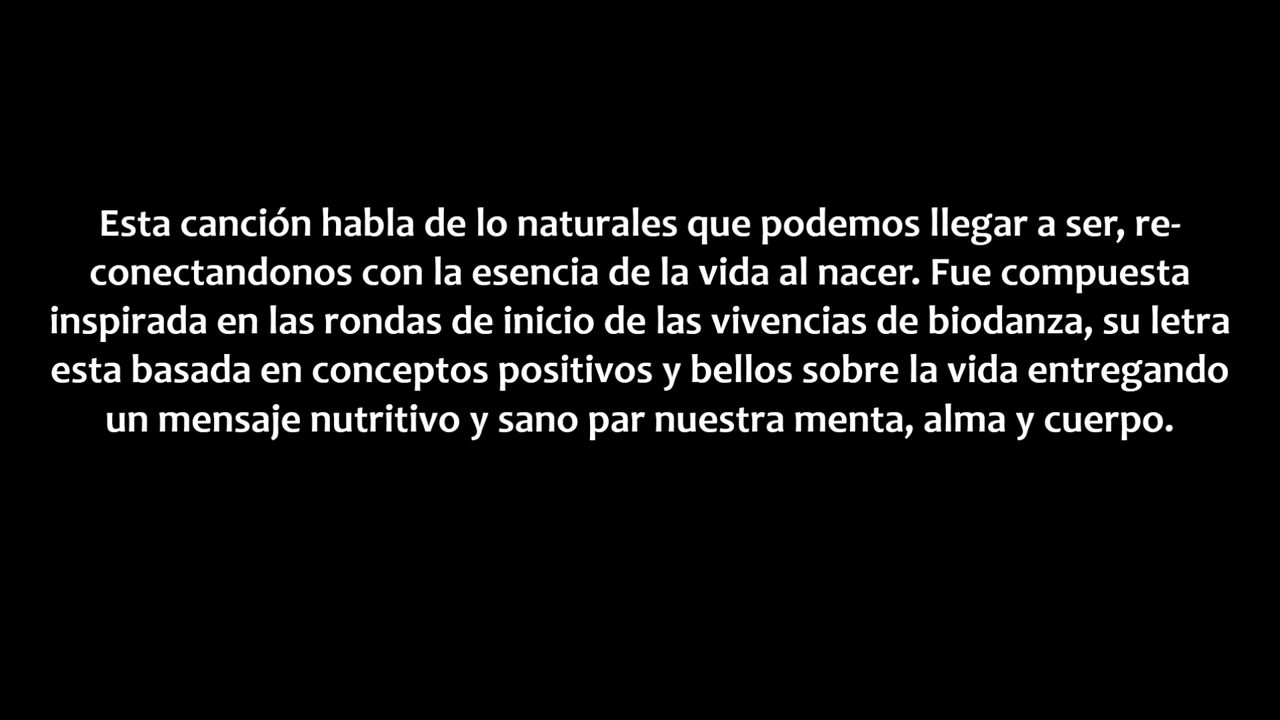 Esta canción habla de lo naturales que podemos llegar a ser, re-
conectandonos con la esencia de la vida al nacer. Fue compuesta
inspirada en las rondas de inicio de las vivencias de biodanza, su letra
esta basada en conceptos positivos y bellos sobre la vida entregando
un mensaje nutritivo y sano par nuestra menta, alma y cuerpo.